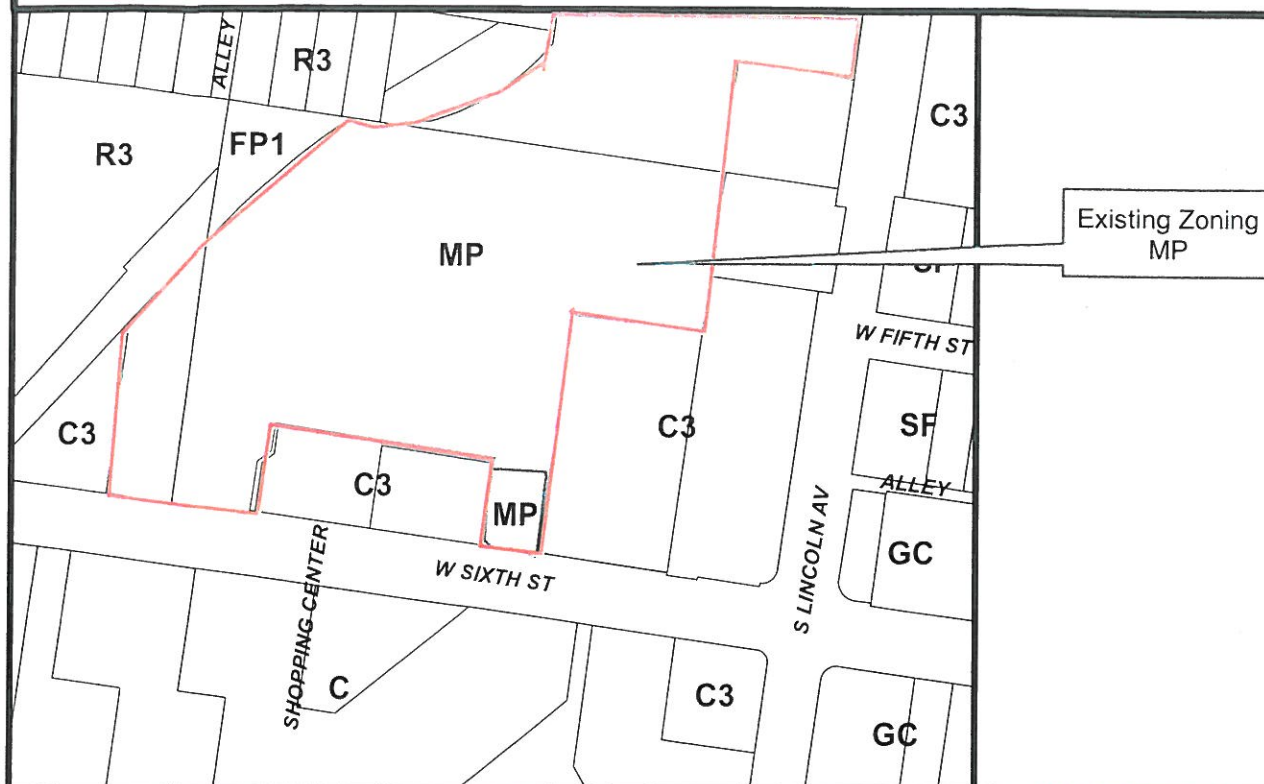 ALLEY
R3
C3
R3
FP1
MP
Existing Zoning
MP
SF
W FIFTH ST
C3
SF
C3
C3
ALLEY
MP
GC
S LINCOLN AV
W SIXTH ST
SHOPPING CENTER
C
C3
GC